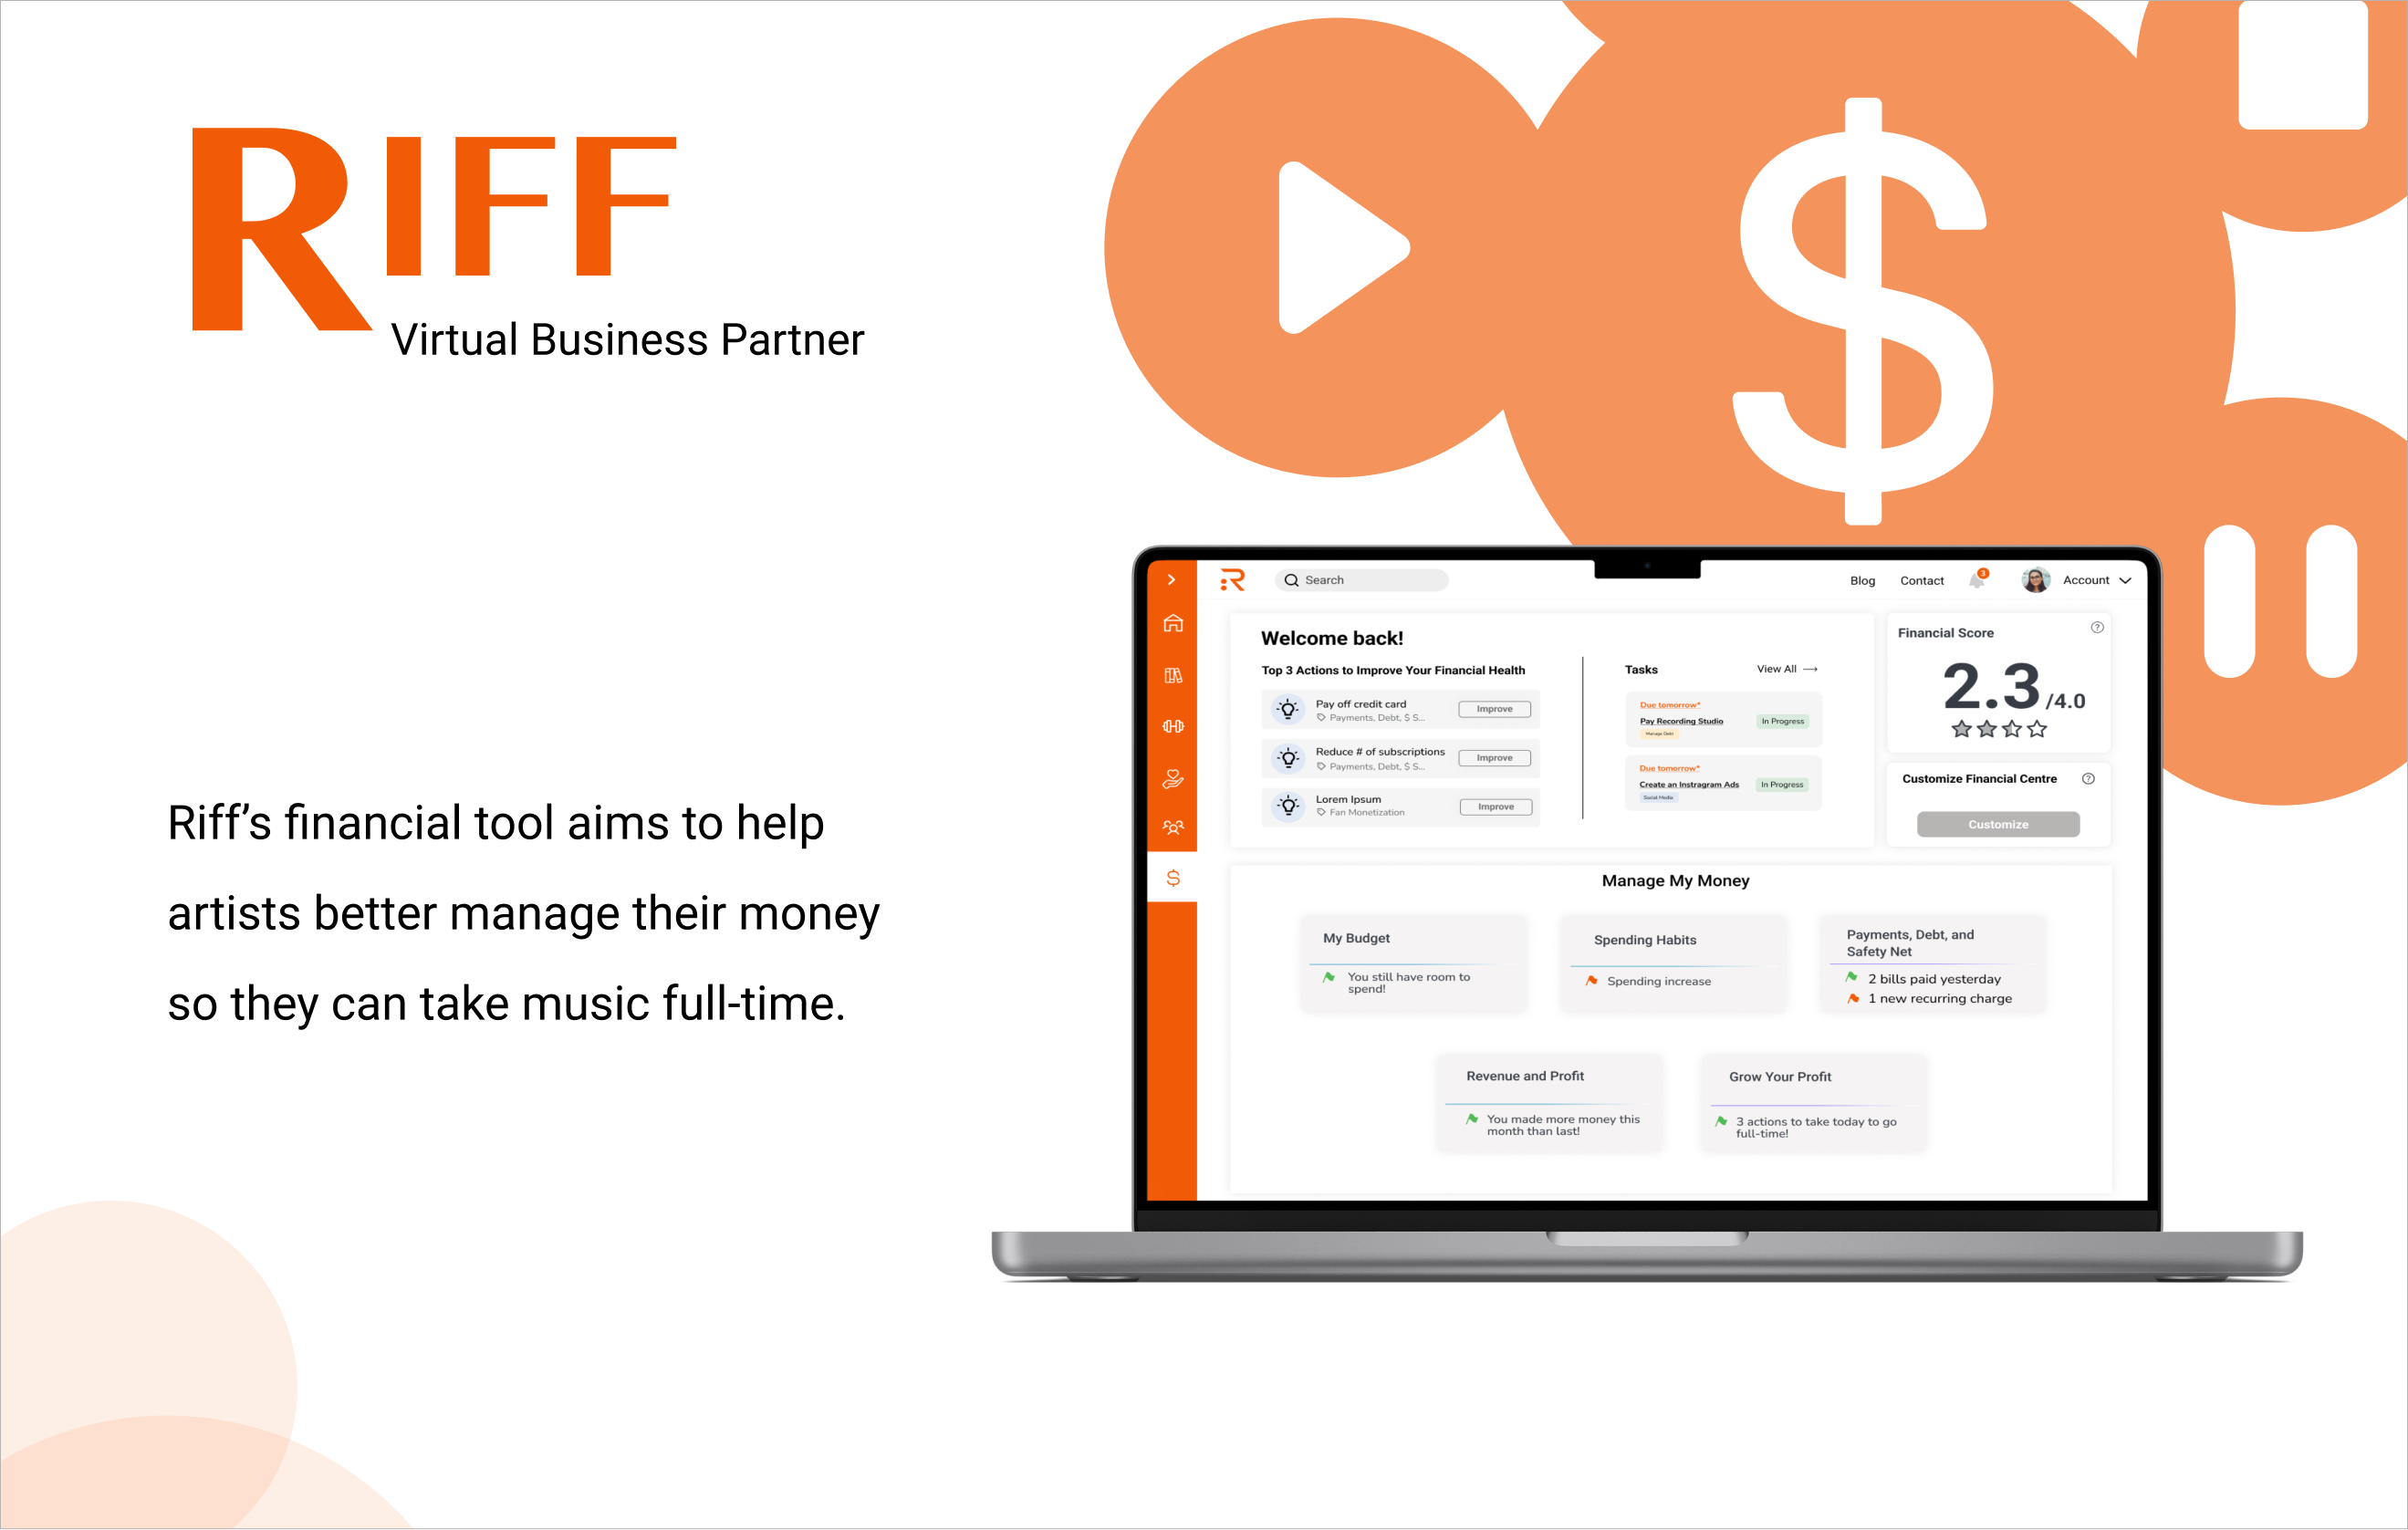 RIFF
Virtual Business Partner
Riff’s financial tool aims to help
artists better manage their money
so they can take music full-time.
$
R
Search
Blog
Contact
3
Account
Welcome back!
Top 3 Actions to Improve Your Financial Health
Pay off credit card
Payments, Debt, $ S...
Improve
Reduce # of subscriptions
Payments, Debt, $ S...
Improve
Lorem Ipsum
Fan Monetization
Improve
Tasks
View All
Due tomorrow*
Pay Recording Studio
Manage Debt
In Progress
Due tomorrow*
Create an Instragram Ads
Social Media
In Progress
Financial Score
?
2.3 /4.0
Customize Financial Centre
?
Customize
$
Manage My Money
My Budget
You still have room to
spend!
Spending Habits
Spending increase
Payments, Debt, and
Safety Net
2 bills paid yesterday
1 new recurring charge
Revenue and Profit
You made more money this
month than last!
Grow Your Profit
3 actions to take today to go
full-time!